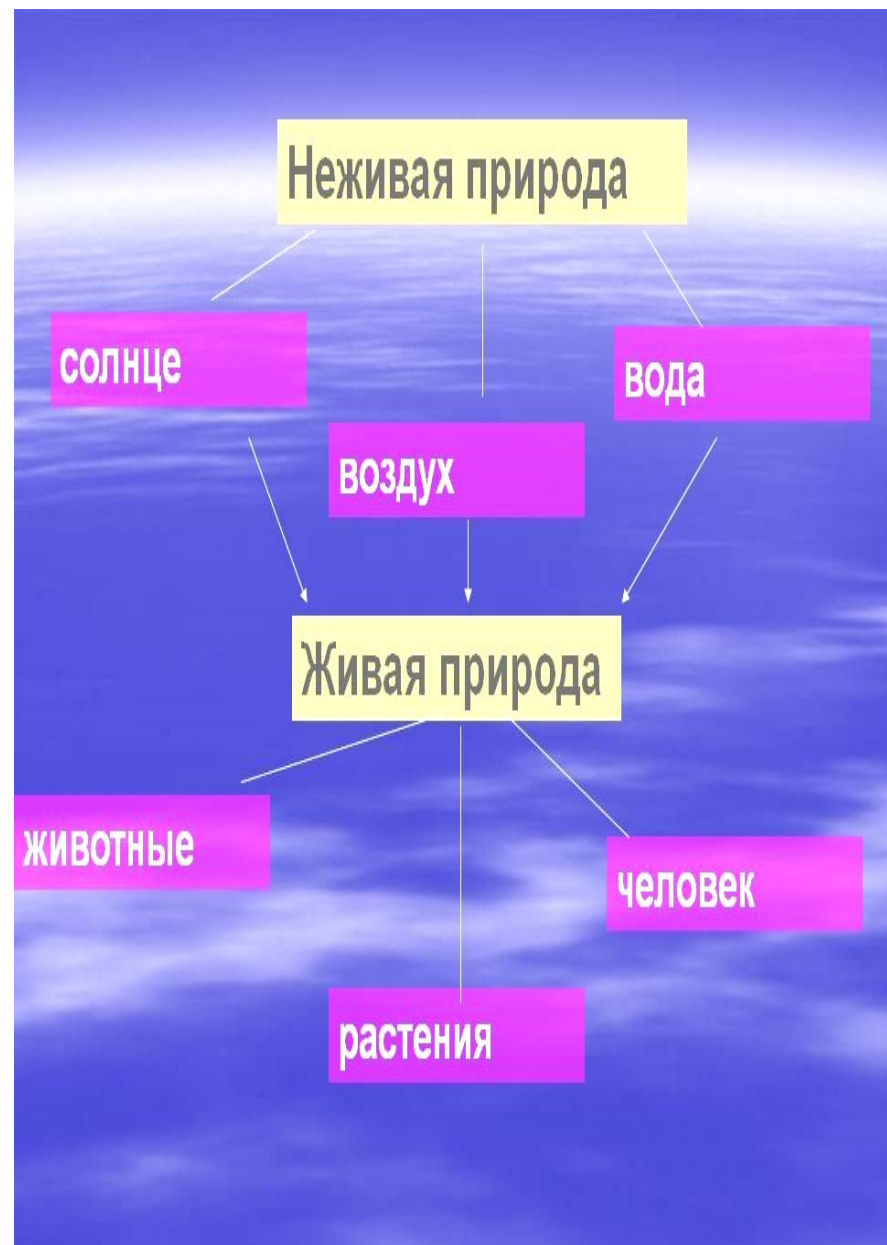 Неживая природа
солнце
вода
воздух
Живая природа
животные
человек
растения